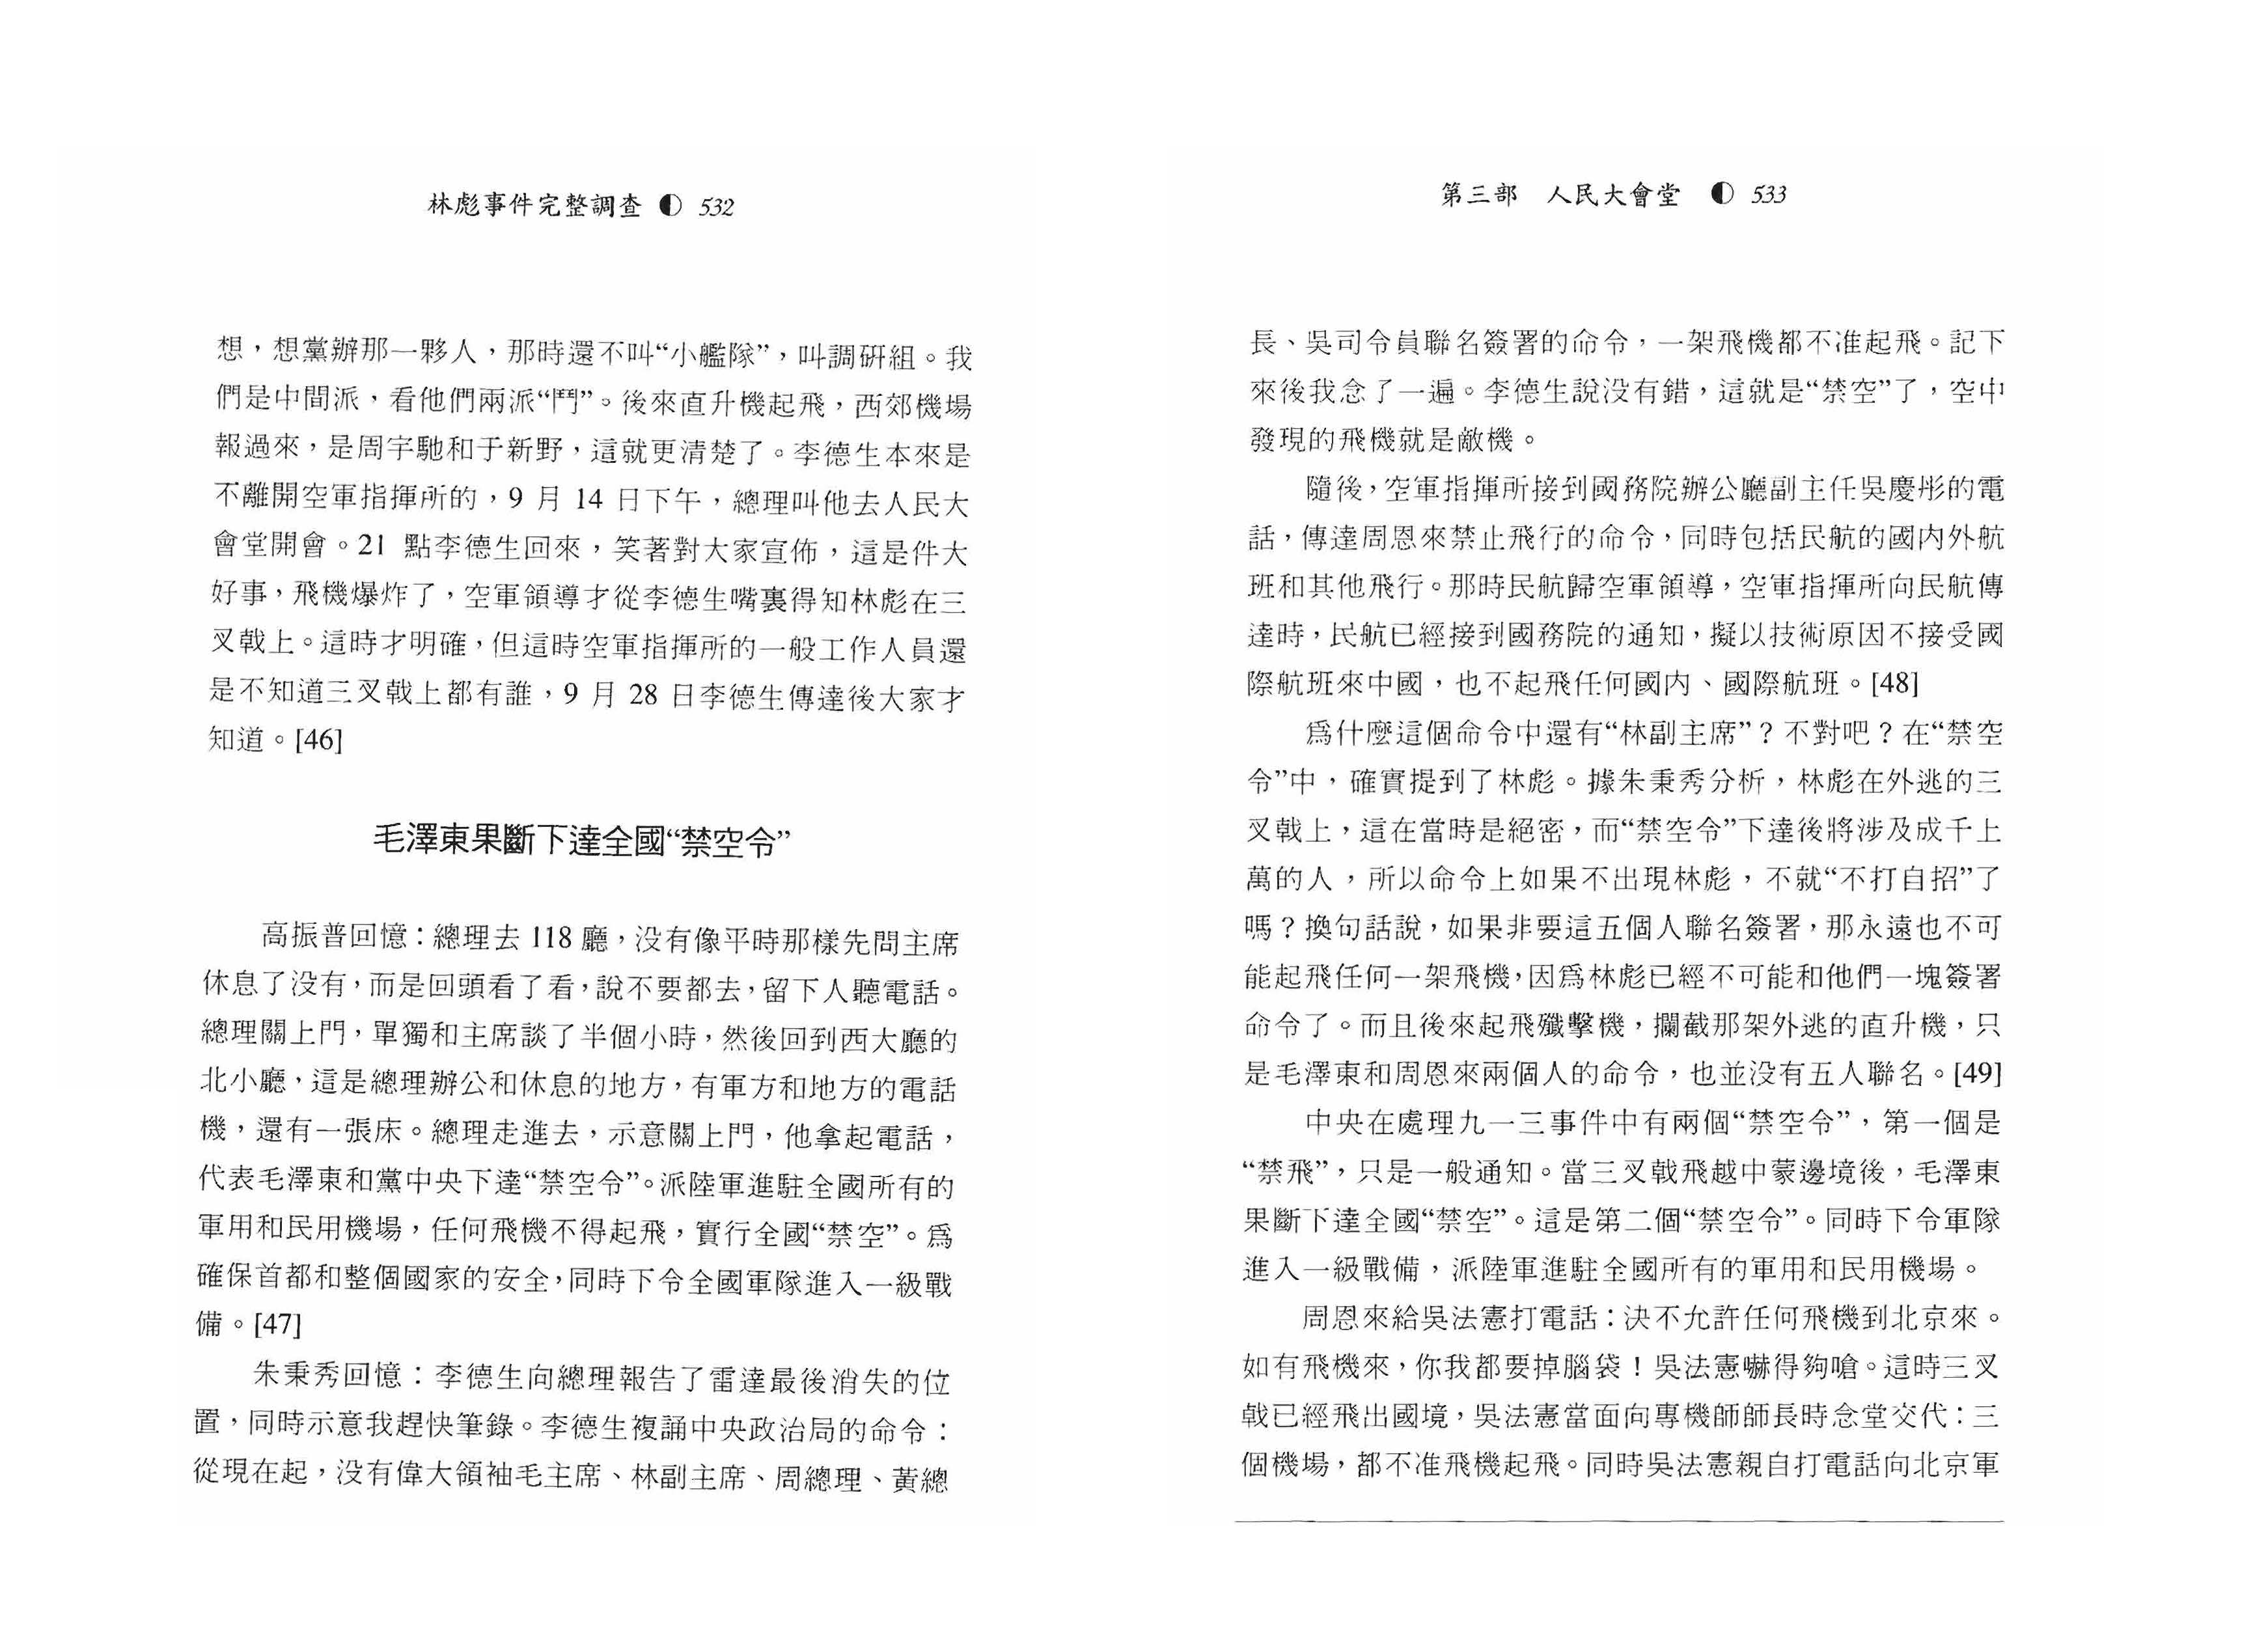 林彪事件完整調查 ◐ 532
想，想黨辦那一夥人，那時還不叫“小艦隊”，叫調研組。我
們是中間派，看他們兩派“鬥”。後來直升機起飛，西郊機場
報過來，是周宇馳和于新野，這就更清楚了。李德生本來是
不離開空軍指揮所的，9 月 14 日下午，總理叫他去人民大
會堂開會。21 點李德生回來，笑著對大家宣佈，這是件大
好事，飛機爆炸了，空軍領導才從李德生嘴裏得知林彪在三
叉戟上。這時才明確，但這時空軍指揮所的一般工作人員還
是不知道三叉戟上都有誰，9 月 28 日李德生傳達後大家才
知道。[46]
毛澤東果斷下達全國“禁空令”
高振普回憶：總理去 118 廳，没有像平時那樣先問主席
休息了没有，而是回頭看了看，說不要都去，留下人聽電話。
總理關上門，單獨和主席談了半個小時，然後回到西大廳的
北小廳，這是總理辦公和休息的地方，有軍方和地方的電話
機，還有一張床。總理走進去，示意關上門，他拿起電話，
代表毛澤東和黨中央下達“禁空令”。派陸軍進駐全國所有的
軍用和民用機場，任何飛機不得起飛，實行全國“禁空”。爲
確保首都和整個國家的安全，同時下令全國軍隊進入一級戰
備。[47]
朱秉秀回憶：李德生向總理報告了雷達最後消失的位
置，同時示意我趕快筆錄。李德生複誦中央政治局的命令：
從現在起，没有偉大領袖毛主席、林副主席、周總理、黃總
第三部　人民大會堂 ◐ 533
長、吳司令員聯名簽署的命令，一架飛機都不准起飛。記下
來後我念了一遍。李德生說没有錯，這就是“禁空”了，空中
發現的飛機就是敵機。
隨後，空軍指揮所接到國務院辦公廳副主任吳慶彤的電
話，傳達周恩來禁止飛行的命令，同時包括民航的國内外航
班和其他飛行。那時民航歸空軍領導，空軍指揮所向民航傳
達時，民航已經接到國務院的通知，擬以技術原因不接受國
際航班來中國，也不起飛任何國内、國際航班。[48]
爲什麽這個命令中還有“林副主席”？不對吧？在“禁空
令”中，確實提到了林彪。據朱秉秀分析，林彪在外逃的三
叉戟上，這在當時是絕密，而“禁空令”下達後將涉及成千上
萬的人，所以命令上如果不出現林彪，不就“不打自招”了
嗎？換句話說，如果非要這五個人聯名簽署，那永遠也不可
能起飛任何一架飛機，因爲林彪已經不可能和他們一塊簽署
命令了。而且後來起飛殲擊機，攔截那架外逃的直升機，只
是毛澤東和周恩來兩個人的命令，也並没有五人聯名。[49]
中央在處理九一三事件中有兩個“禁空令”，第一個是
“禁飛”，只是一般通知。當三叉戟飛越中蒙邊境後，毛澤東
果斷下達全國“禁空”。這是第二個“禁空令”。同時下令軍隊
進入一級戰備，派陸軍進駐全國所有的軍用和民用機場。
周恩來給吳法憲打電話：決不允許任何飛機到北京來。
如有飛機來，你我都要掉腦袋！吳法憲嚇得夠嗆。這時三叉
戟已經飛出國境，吳法憲當面向專機師師長時念堂交代：三
個機場，都不准飛機起飛。同時吳法憲親自打電話向北京軍